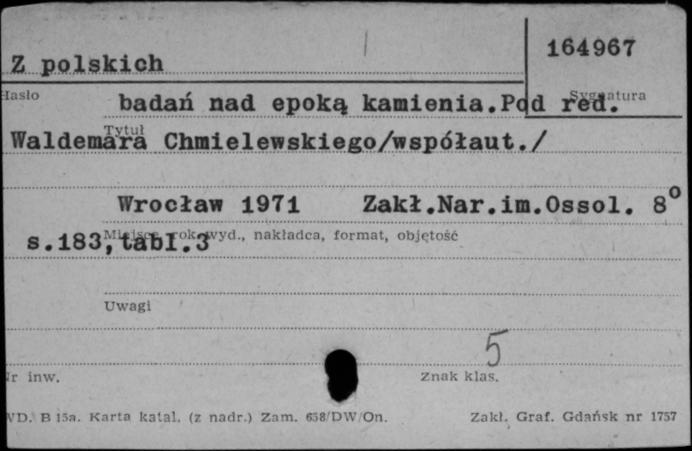 164967
Z polskich
Hasło Sygnatura
badań nad epoką kamienia.Pod red.
Tytuł
Waldemara Chmielewskiego/współaut./
Wrocław 1971 Zakł.Nar.im.Ossol. 8°
Miejsce, rok wyd., nakładca, format, objętość
s.183, tabl.3
Uwagi
5
Nr inw. Znak klas.
WD. B 15a. Karta katal. (z nadr.) Zam. 658/DW/On. Zakł. Graf. Gdańsk nr 1757